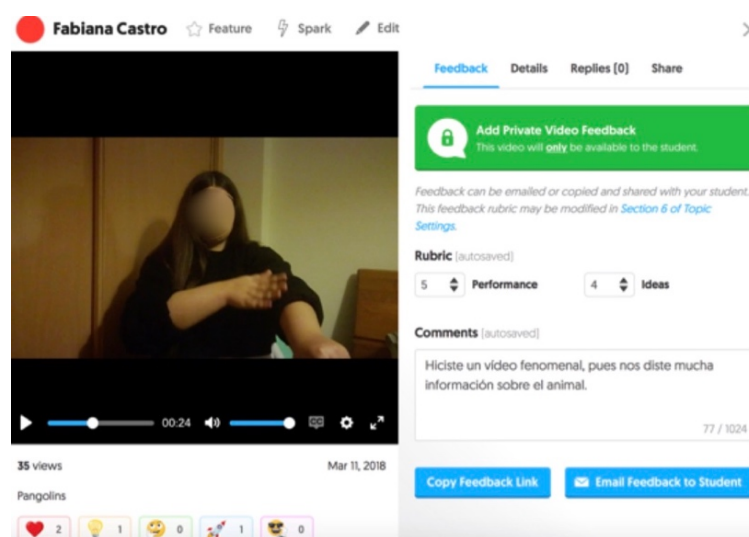 Fabiana Castro Feature Spark Edit
Feedback Details Replies (0) Share
Add Private Video Feedback
This video will only be available to the student.
Feedback can be emailed or copied and shared with your student.
This feedback rubric may be modified in Section 6 of Topic
Settings.
Rubric (autosaved)
5 Performance 4 Ideas
Comments (autosaved)
Hiciste un vídeo fenomenal, pues nos diste mucha
información sobre el animal.
77 / 1024
00:24
35 views Mar 11, 2018
Pangolins
2 1 0 1 0
Copy Feedback Link Email Feedback to Student